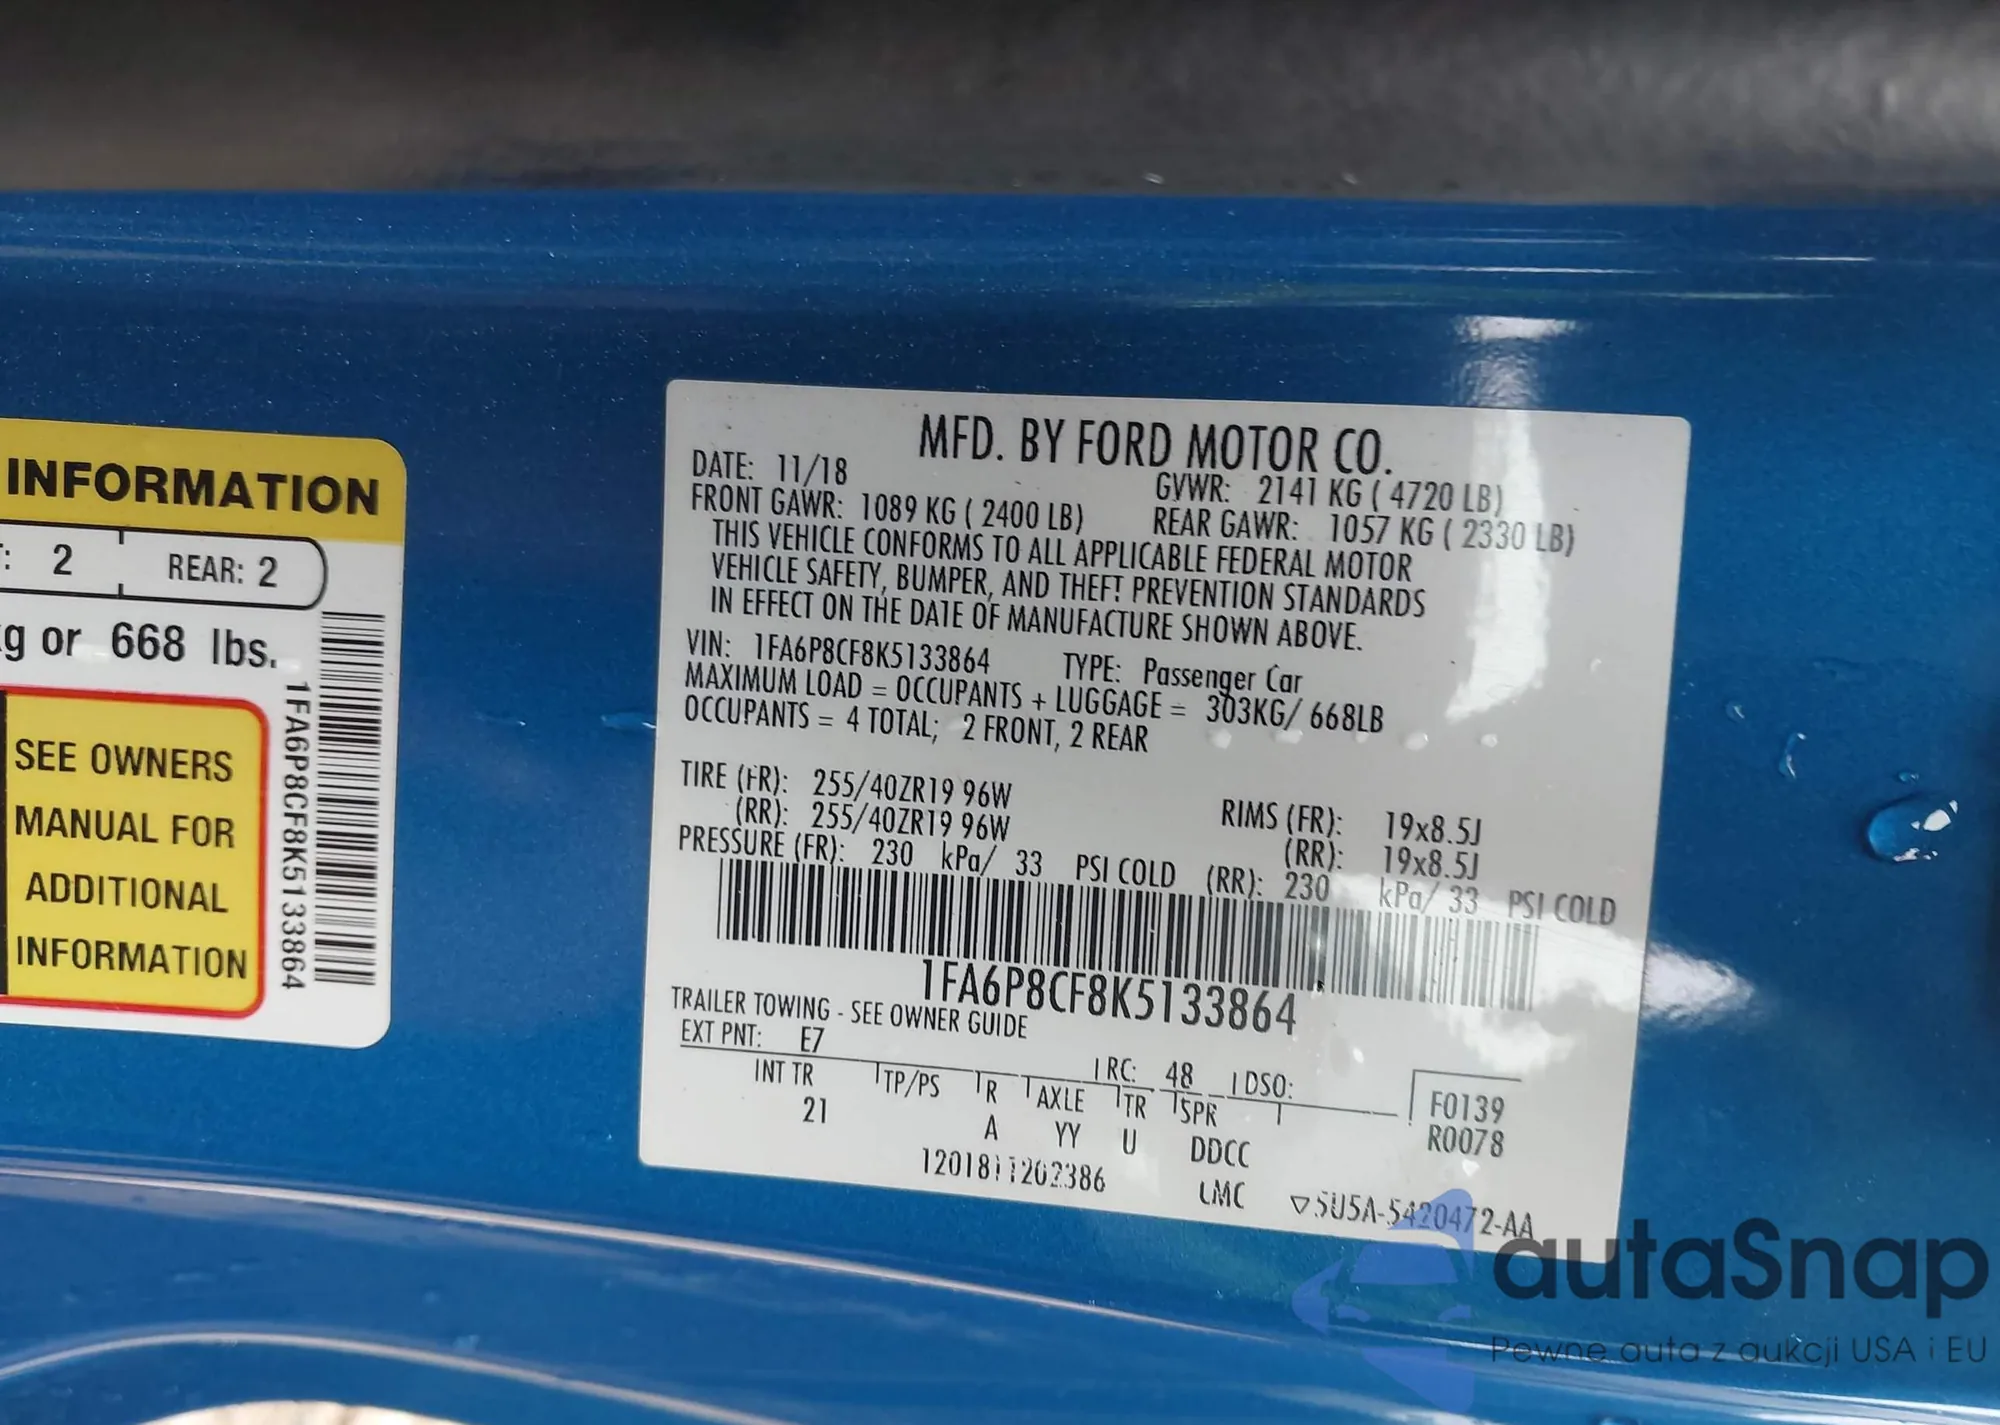 INFORMATION
: 2 REAR: 2
g or 668 lbs.
SEE OWNERS
MANUAL FOR
ADDITIONAL
INFORMATION
1FA6P8CF8K5133864
MFD. BY FORD MOTOR CO.
DATE: 11/18 GVWR: 2141 KG ( 4720 LB)
FRONT GAWR: 1089 KG ( 2400 LB) REAR GAWR: 1057 KG ( 2330 LB)
THIS VEHICLE CONFORMS TO ALL APPLICABLE FEDERAL MOTOR
VEHICLE SAFETY, BUMPER, AND THEFT PREVENTION STANDARDS
IN EFFECT ON THE DATE OF MANUFACTURE SHOWN ABOVE.
VIN: 1FA6P8CF8K5133864 TYPE: Passenger Car
MAXIMUM LOAD = OCCUPANTS + LUGGAGE = 303KG/ 668LB
OCCUPANTS = 4 TOTAL; 2 FRONT, 2 REAR
TIRE (FR): 255/40ZR19 96W RIMS (FR): 19x8.5J
(RR): 255/40ZR19 96W (RR): 19x8.5J
PRESSURE (FR): 230 kPa/ 33 PSI COLD (RR): 230 kPa/ 33 PSI COLD
1FA6P8CF8K5133864
TRAILER TOWING - SEE OWNER GUIDE
EXT PNT: E7 RC: 48 DSO:
INT TR TP/PS R AXLE TR SPR
21 A YY U DDCC
F0139
R0078
1201811202386 LMC ▽5U5A-5420472-AA
autaSnap
Pewne auta z aukcji USA i EU